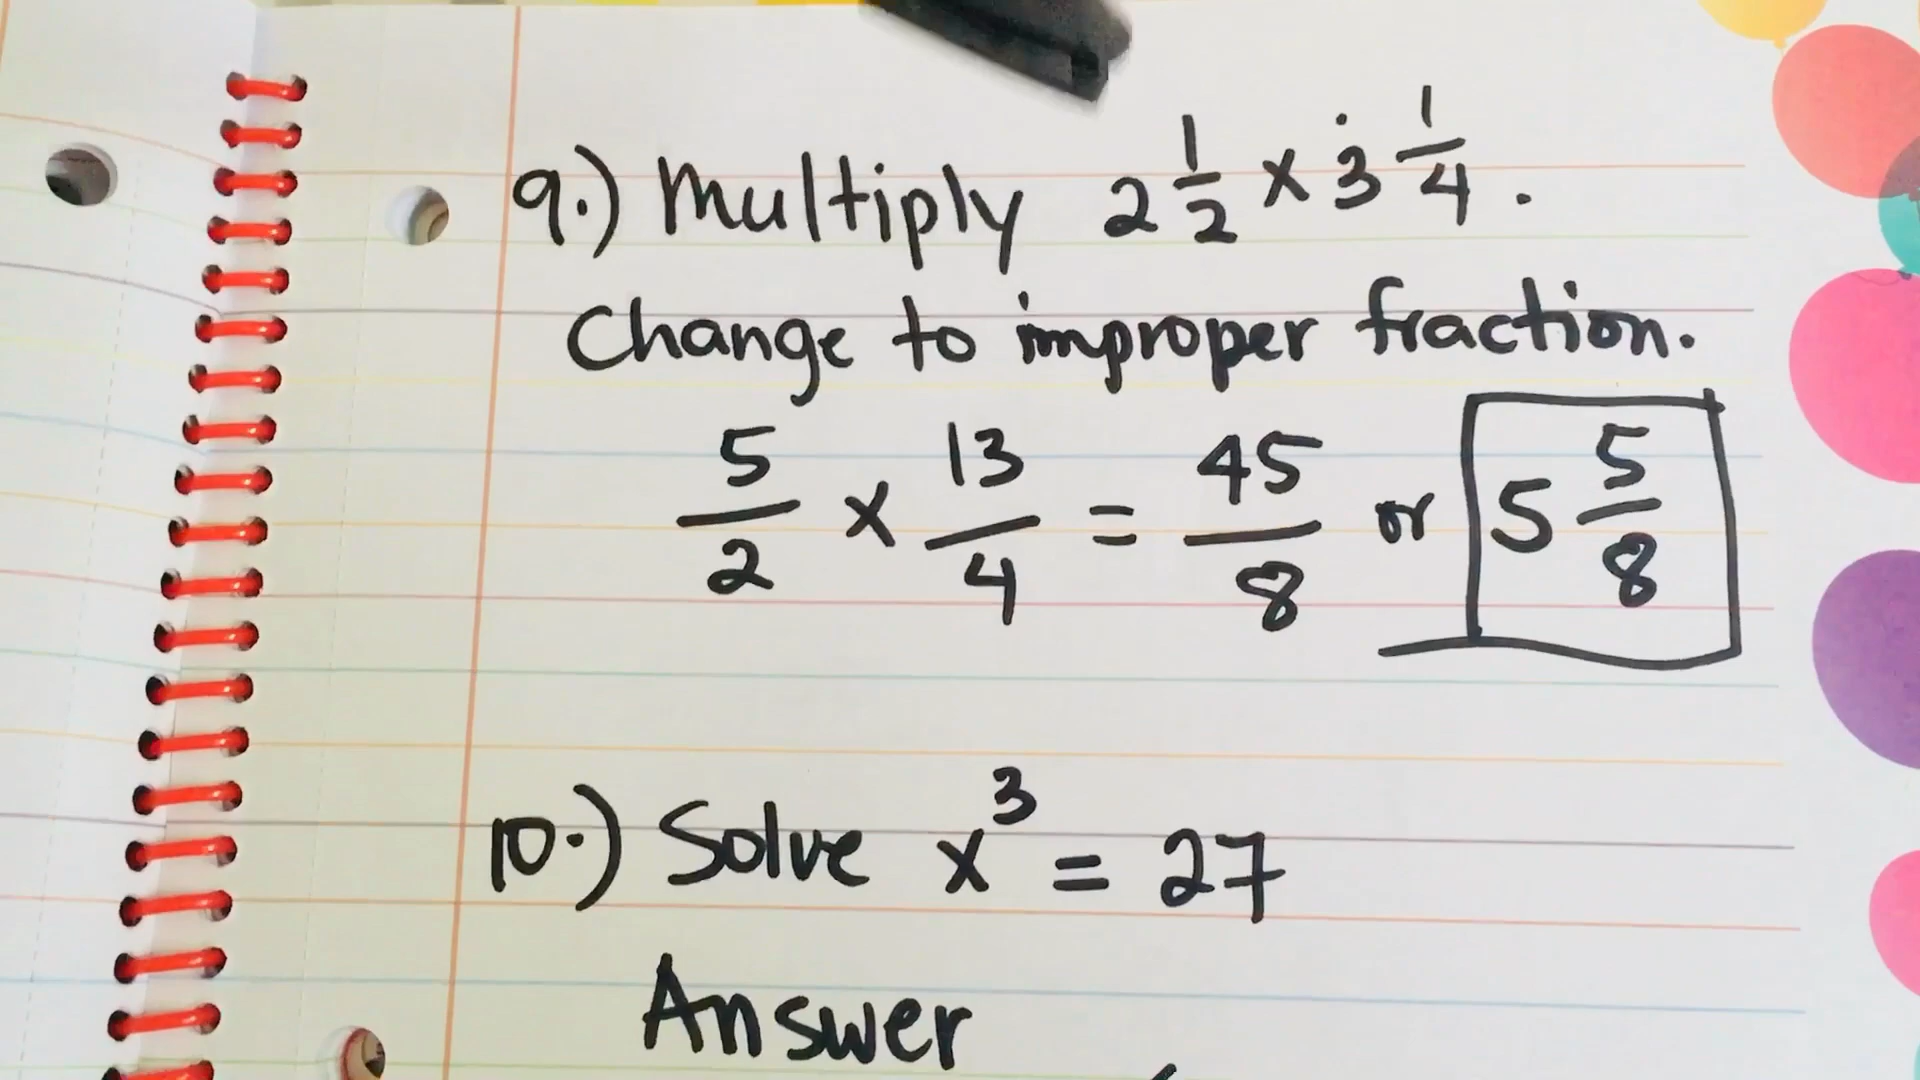 9.) Multiply 2 1/2 x 3 1/4.
Change to improper fraction.
5/2 x 13/4 = 45/8 or 5 5/8
10.) Solve x³ = 27
Answer